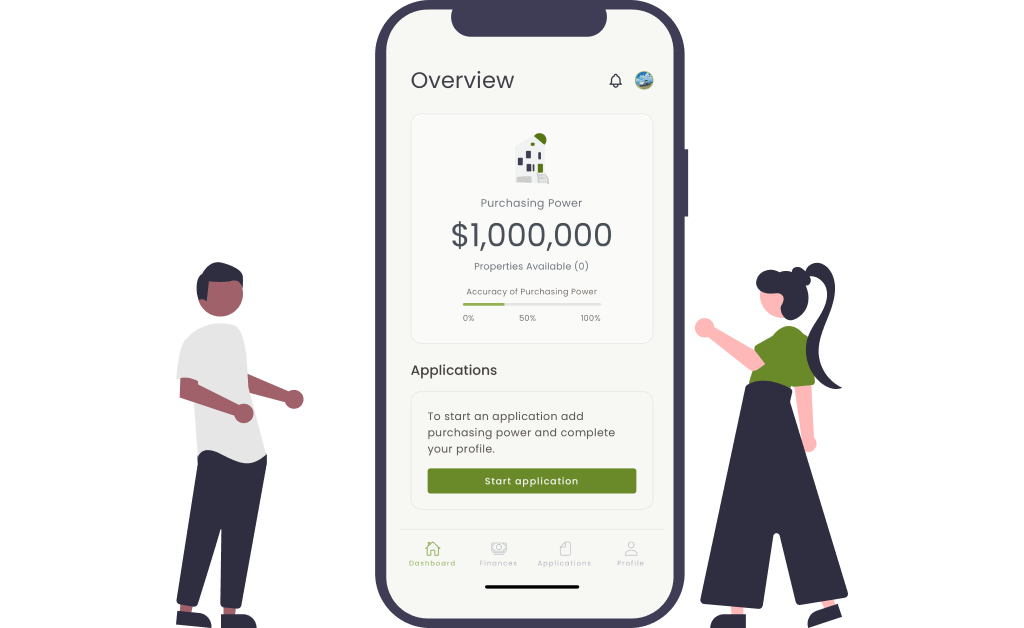 Overview
Purchasing Power
$1,000,000
Properties Available (0)
Accuracy of Purchasing Power
0% 50% 100%
Applications
To start an application add
purchasing power and complete
your profile.
Start application
Dashboard Finances Applications Profile